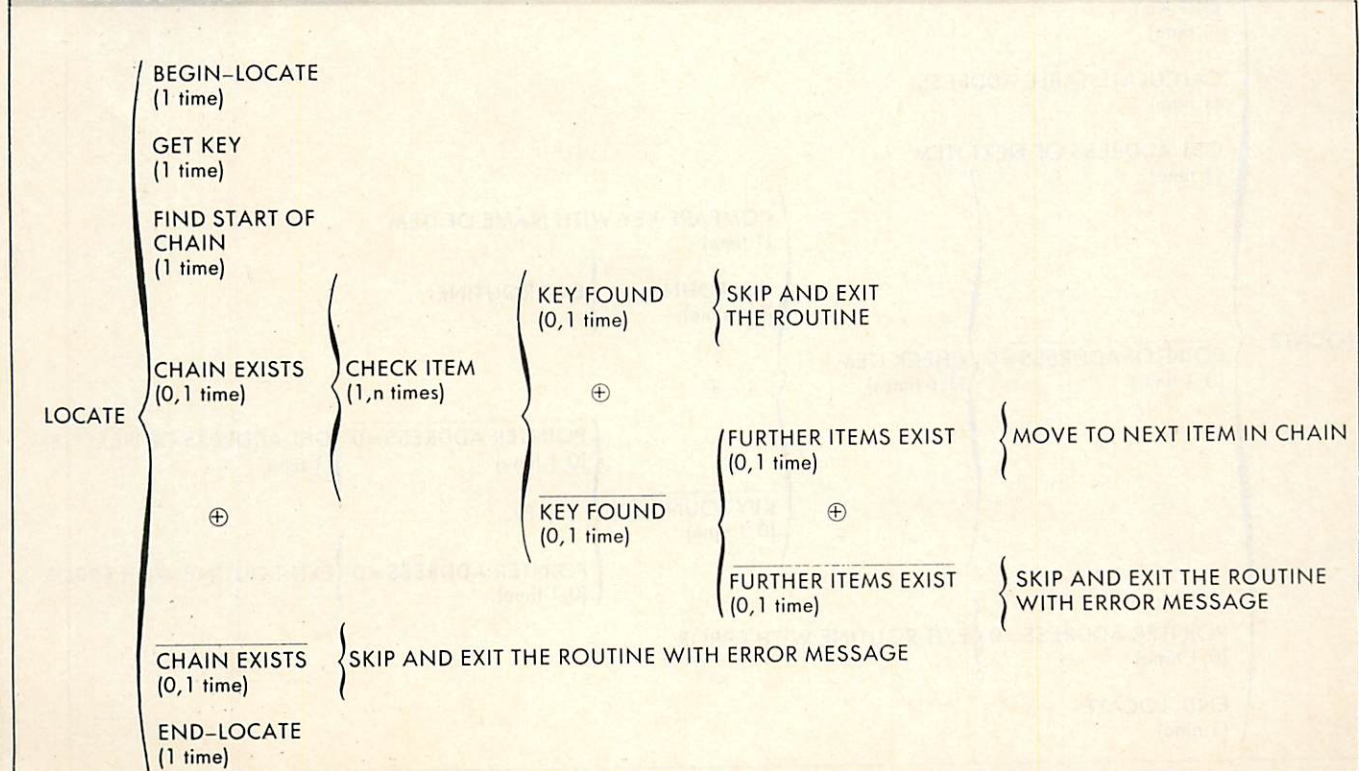 BEGIN–LOCATE
(1 time)
GET KEY
(1 time)
FIND START OF
CHAIN
(1 time)
KEY FOUND
(0,1 time)
SKIP AND EXIT
THE ROUTINE
CHAIN EXISTS
(0,1 time)
CHECK ITEM
(1,n times)
⊕
LOCATE
FURTHER ITEMS EXIST
(0,1 time)
MOVE TO NEXT ITEM IN CHAIN
⊕
KEY FOUND
(0,1 time)
⊕
FURTHER ITEMS EXIST
(0,1 time)
SKIP AND EXIT THE ROUTINE
WITH ERROR MESSAGE
CHAIN EXISTS
(0,1 time)
SKIP AND EXIT THE ROUTINE WITH ERROR MESSAGE
END–LOCATE
(1 time)